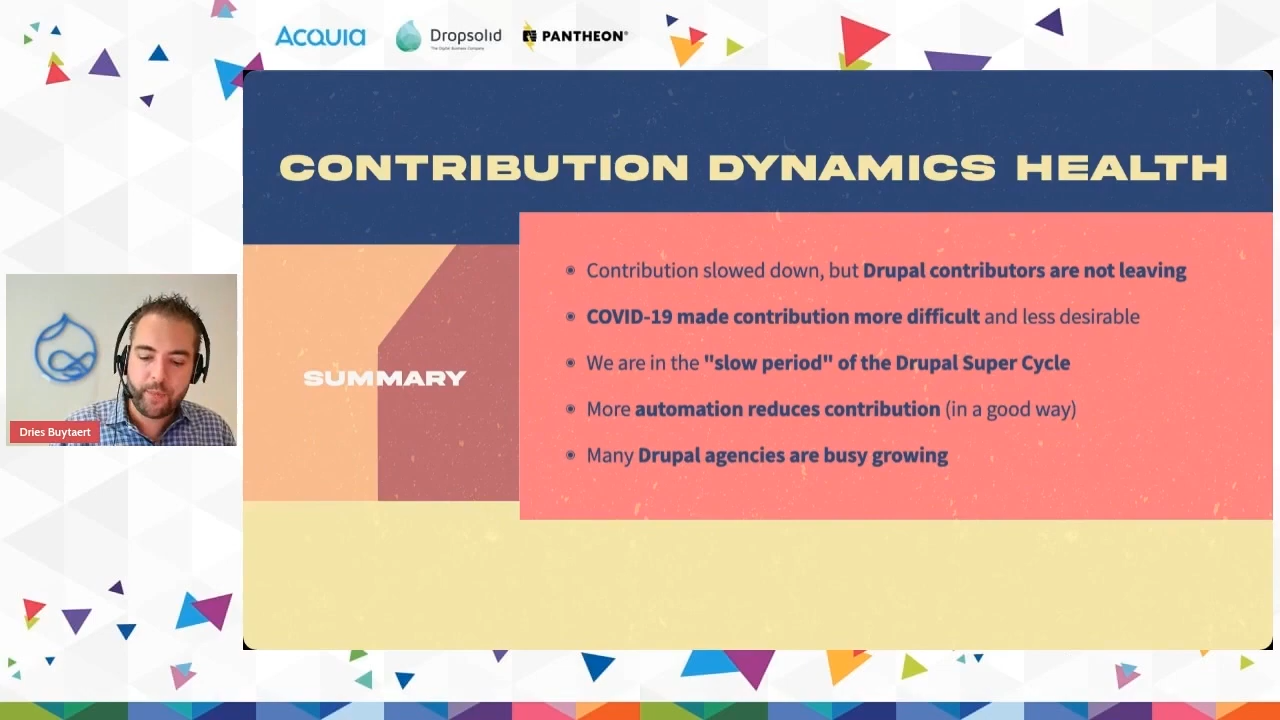 ACQUIA
Dropsolid
The Digital Business Company
PANTHEON®
CONTRIBUTION DYNAMICS HEALTH
Contribution slowed down, but Drupal contributors are not leaving
COVID-19 made contribution more difficult and less desirable
We are in the "slow period" of the Drupal Super Cycle
SUMMARY
More automation reduces contribution (in a good way)
Many Drupal agencies are busy growing
Dries Buytaert